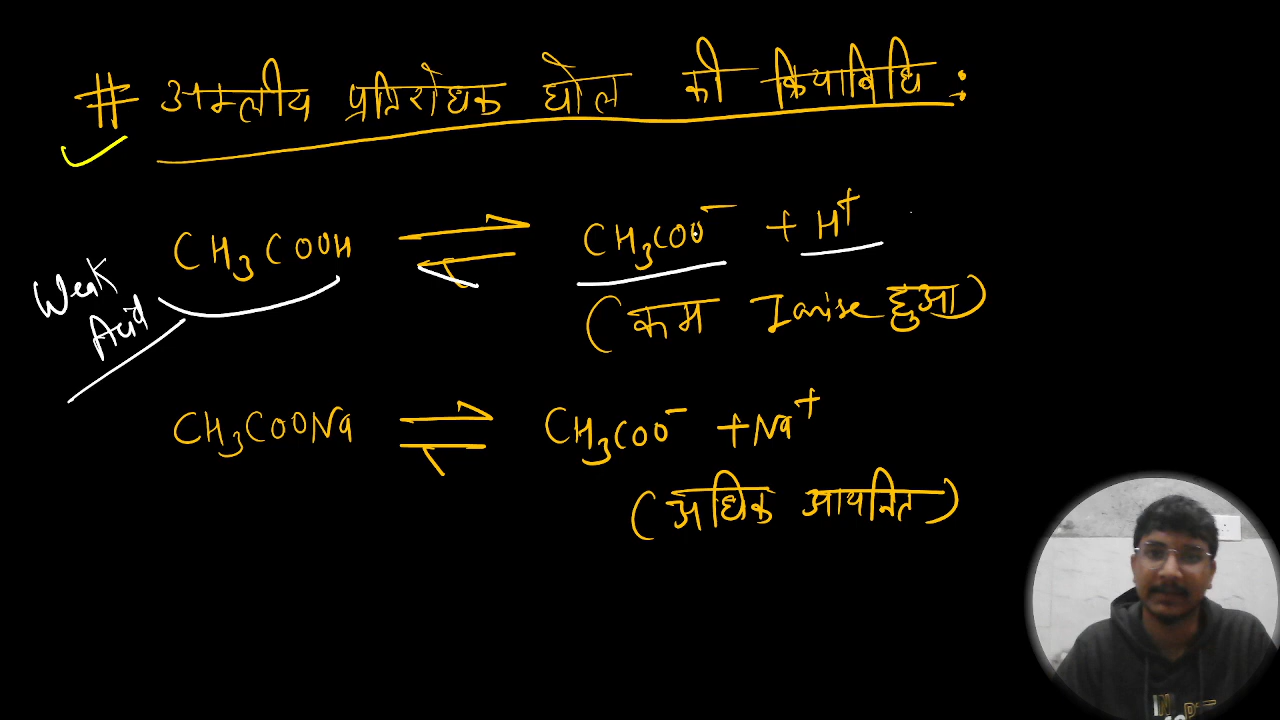 # अम्लीय प्रतिरोधक घोल की क्रियाविधि :
CH₃COOH ⇌ CH₃COO⁻ + H⁺
Weak
Acid
(कम Ionise हुआ)
CH₃COONa ⇌ CH₃COO⁻ + Na⁺
(अधिक आयनित)